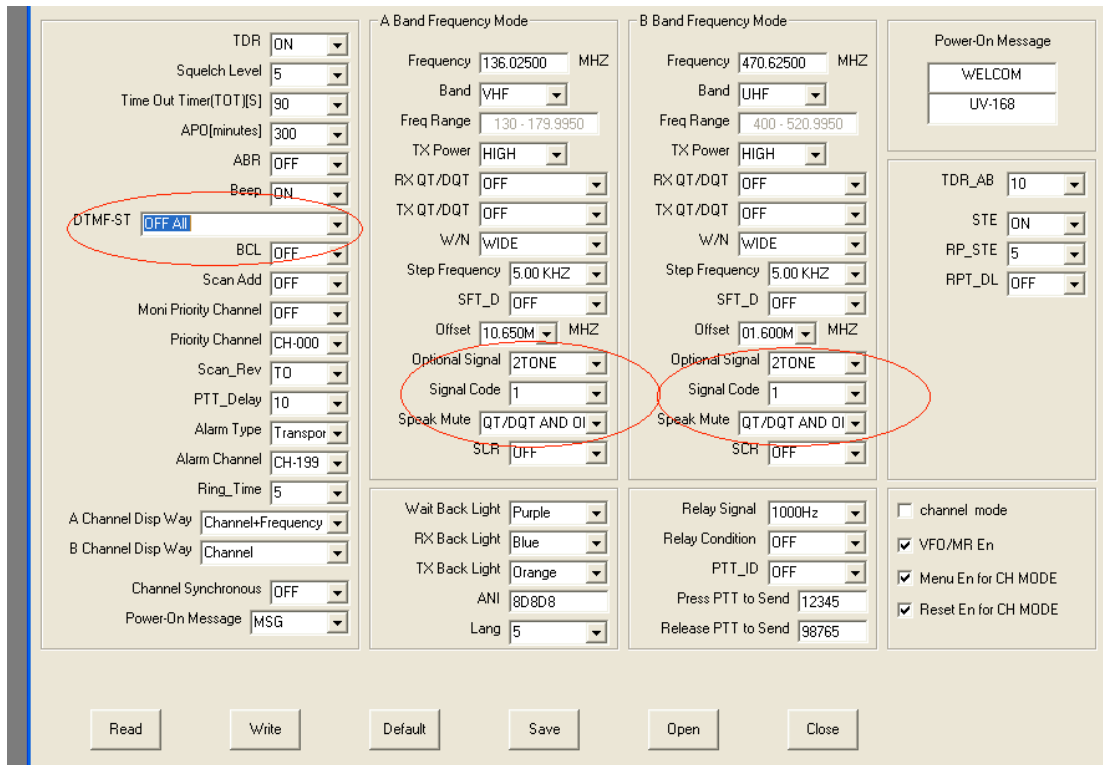 TDR ON
Squelch Level 5
Time Out Timer(TOT)[S] 90
APO[minutes] 300
ABR OFF
Beep ON
DTMF-ST OFF All
BCL OFF
Scan Add OFF
Moni Priority Channel OFF
Priority Channel CH-000
Scan_Rev TO
PTT_Delay 10
Alarm Type Transpor
Alarm Channel CH-199
Ring_Time 5
A Channel Disp Way Channel+Frequency
B Channel Disp Way Channel
Channel Synchronous OFF
Power-On Message MSG
A Band Frequency Mode
Frequency 136.02500 MHZ
Band VHF
Freq Range 130 - 179.9950
TX Power HIGH
RX QT/DQT OFF
TX QT/DQT OFF
W/N WIDE
Step Frequency 5.00 KHZ
SFT_D OFF
Offset 10.650M MHZ
Optional Signal 2TONE
Signal Code 1
Speak Mute QT/DQT AND OI
SCR OFF
B Band Frequency Mode
Frequency 470.62500 MHZ
Band UHF
Freq Range 400 - 520.9950
TX Power HIGH
RX QT/DQT OFF
TX QT/DQT OFF
W/N WIDE
Step Frequency 5.00 KHZ
SFT_D OFF
Offset 01.600M MHZ
Optional Signal 2TONE
Signal Code 1
Speak Mute QT/DQT AND OI
SCR OFF
Power-On Message
WELCOM
UV-168
TDR_AB 10
STE ON
RP_STE 5
RPT_DL OFF
Wait Back Light Purple
RX Back Light Blue
TX Back Light Orange
ANI 8D8D8
Lang 5
Relay Signal 1000Hz
Relay Condition OFF
PTT_ID OFF
Press PTT to Send 12345
Release PTT to Send 98765
channel mode
VFO/MR En
Menu En for CH MODE
Reset En for CH MODE
Read Write Default Save Open Close